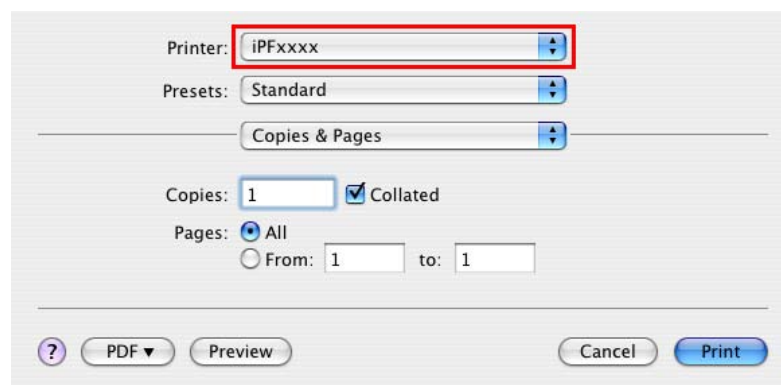 Printer: iPFxxxx
Presets: Standard
Copies & Pages
Copies: 1 Collated
Pages: All
From: 1 to: 1
? PDF Preview Cancel Print